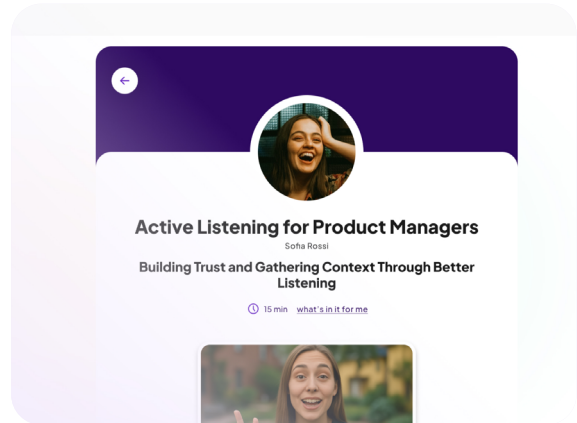 Active Listening for Product Managers
Sofia Rossi
Building Trust and Gathering Context Through Better
Listening
15 min what's in it for me